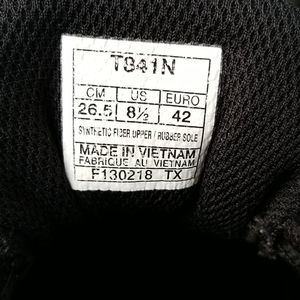 T841N
CM US EURO
26.5 8½ 42
SYNTHETIC FIBER UPPER / RUBBER SOLE
MADE IN VIETNAM
FABRIQUE AU VIETNAM
F130218 TX